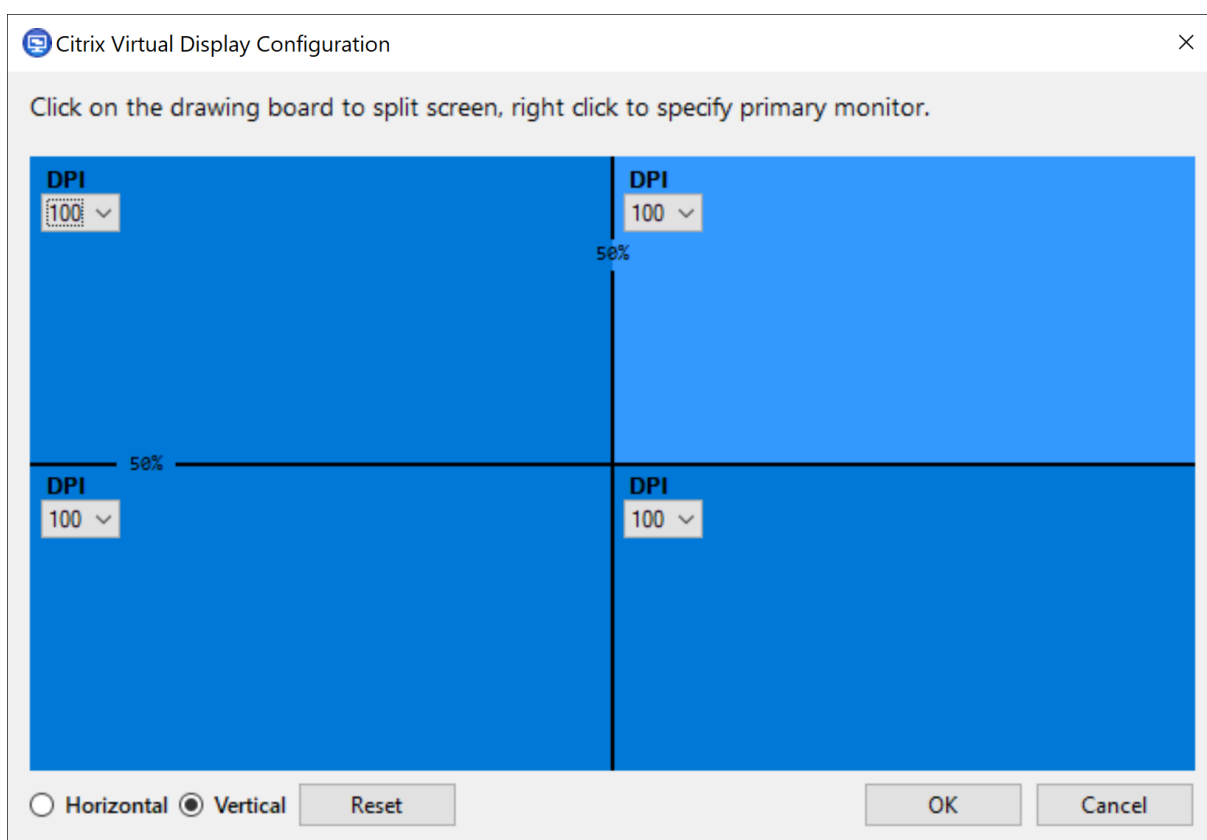 Citrix Virtual Display Configuration
Click on the drawing board to split screen, right click to specify primary monitor.
DPI
100
DPI
100
50%
50%
DPI
100
DPI
100
Horizontal Vertical Reset OK Cancel